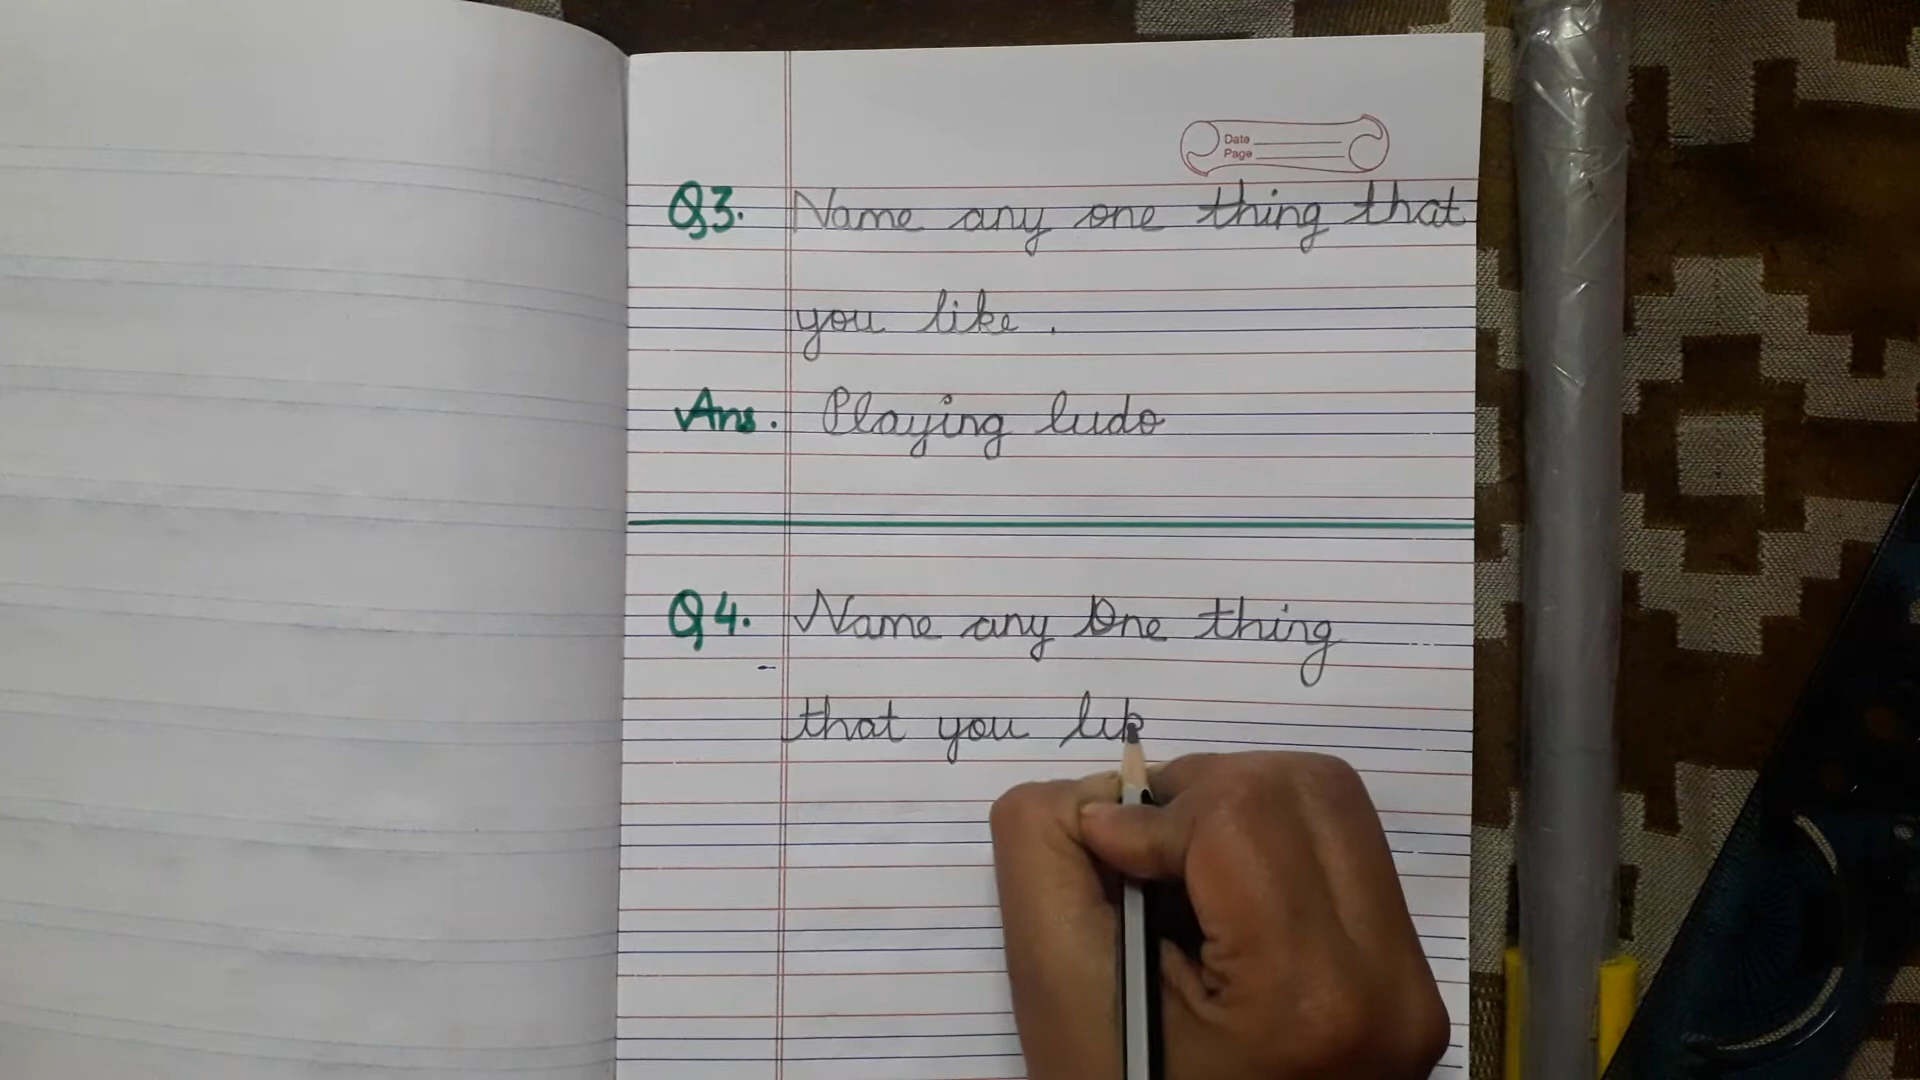 Date
Page
Q3. Name any one thing that
you like.
Ans. Playing ludo
Q4. Name any One thing
that you lik